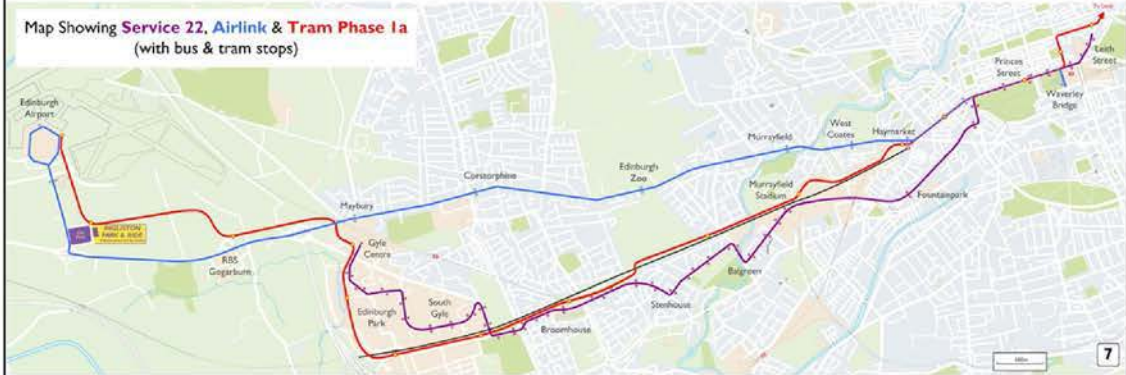 Map Showing Service 22, Airlink & Tram Phase 1a
(with bus & tram stops)
To Leith
Leith
Street
Princes
Street
Waverley
Bridge
Edinburgh
Airport
Haymarket
West
Coates
Murrayfield
Edinburgh
Zoo
Corstorphine
Murrayfield
Stadium
Fountainpark
Maybury
INGLISTON
PARK & RIDE
RBS
Gogarburn
Gyle
Centre
Balgreen
Stenhouse
South
Gyle
Edinburgh
Park
Broomhouse
7